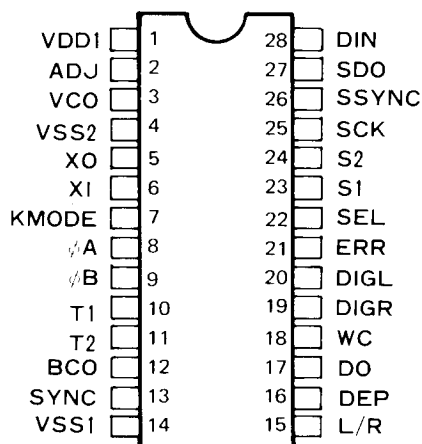 VDD1 1 28 DIN
ADJ 2 27 SDO
VCO 3 26 SSYNC
VSS2 4 25 SCK
XO 5 24 S2
XI 6 23 S1
KMODE 7 22 SEL
φA 8 21 ERR
φB 9 20 DIGL
T1 10 19 DIGR
T2 11 18 WC
BCO 12 17 DO
SYNC 13 16 DEP
VSS1 14 15 L/R